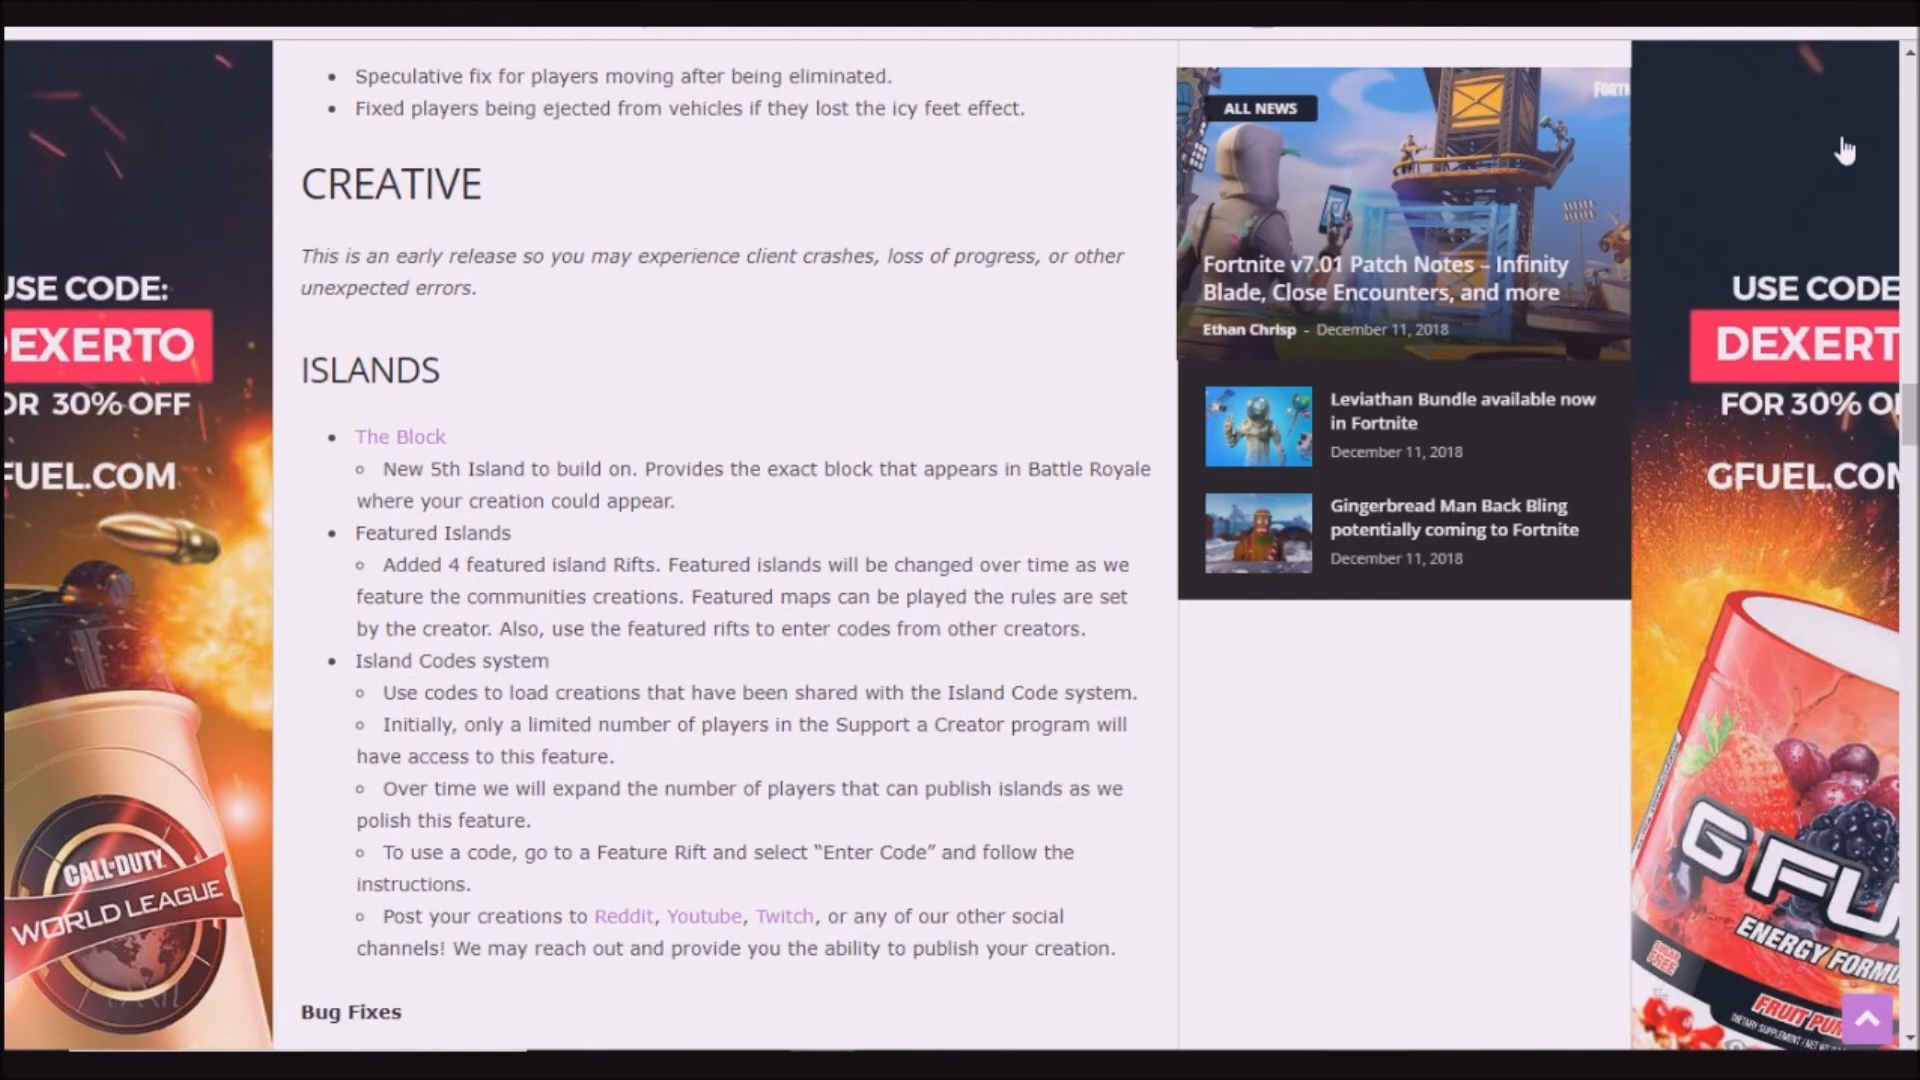 Speculative fix for players moving after being eliminated.
Fixed players being ejected from vehicles if they lost the icy feet effect.
CREATIVE
This is an early release so you may experience client crashes, loss of progress, or other
unexpected errors.
ISLANDS
The Block
New 5th Island to build on. Provides the exact block that appears in Battle Royale
where your creation could appear.
Featured Islands
Added 4 featured island Rifts. Featured islands will be changed over time as we
feature the communities creations. Featured maps can be played the rules are set
by the creator. Also, use the featured rifts to enter codes from other creators.
Island Codes system
Use codes to load creations that have been shared with the Island Code system.
Initially, only a limited number of players in the Support a Creator program will
have access to this feature.
Over time we will expand the number of players that can publish islands as we
polish this feature.
To use a code, go to a Feature Rift and select “Enter Code” and follow the
instructions.
Post your creations to Reddit, Youtube, Twitch, or any of our other social
channels! We may reach out and provide you the ability to publish your creation.
Bug Fixes
ALL NEWS
FORTN
Fortnite v7.01 Patch Notes – Infinity
Blade, Close Encounters, and more
Ethan Chrisp - December 11, 2018
Leviathan Bundle available now
in Fortnite
December 11, 2018
Gingerbread Man Back Bling
potentially coming to Fortnite
December 11, 2018
USE CODE:
DEXERTO
OR 30% OFF
FUEL.COM
CALL OF DUTY
WORLD LEAGUE
USE CODE
DEXERT
FOR 30% O
GFUEL.COM
G FU
ENERGY FORMU
SUGAR
FREE
FRUIT PUN